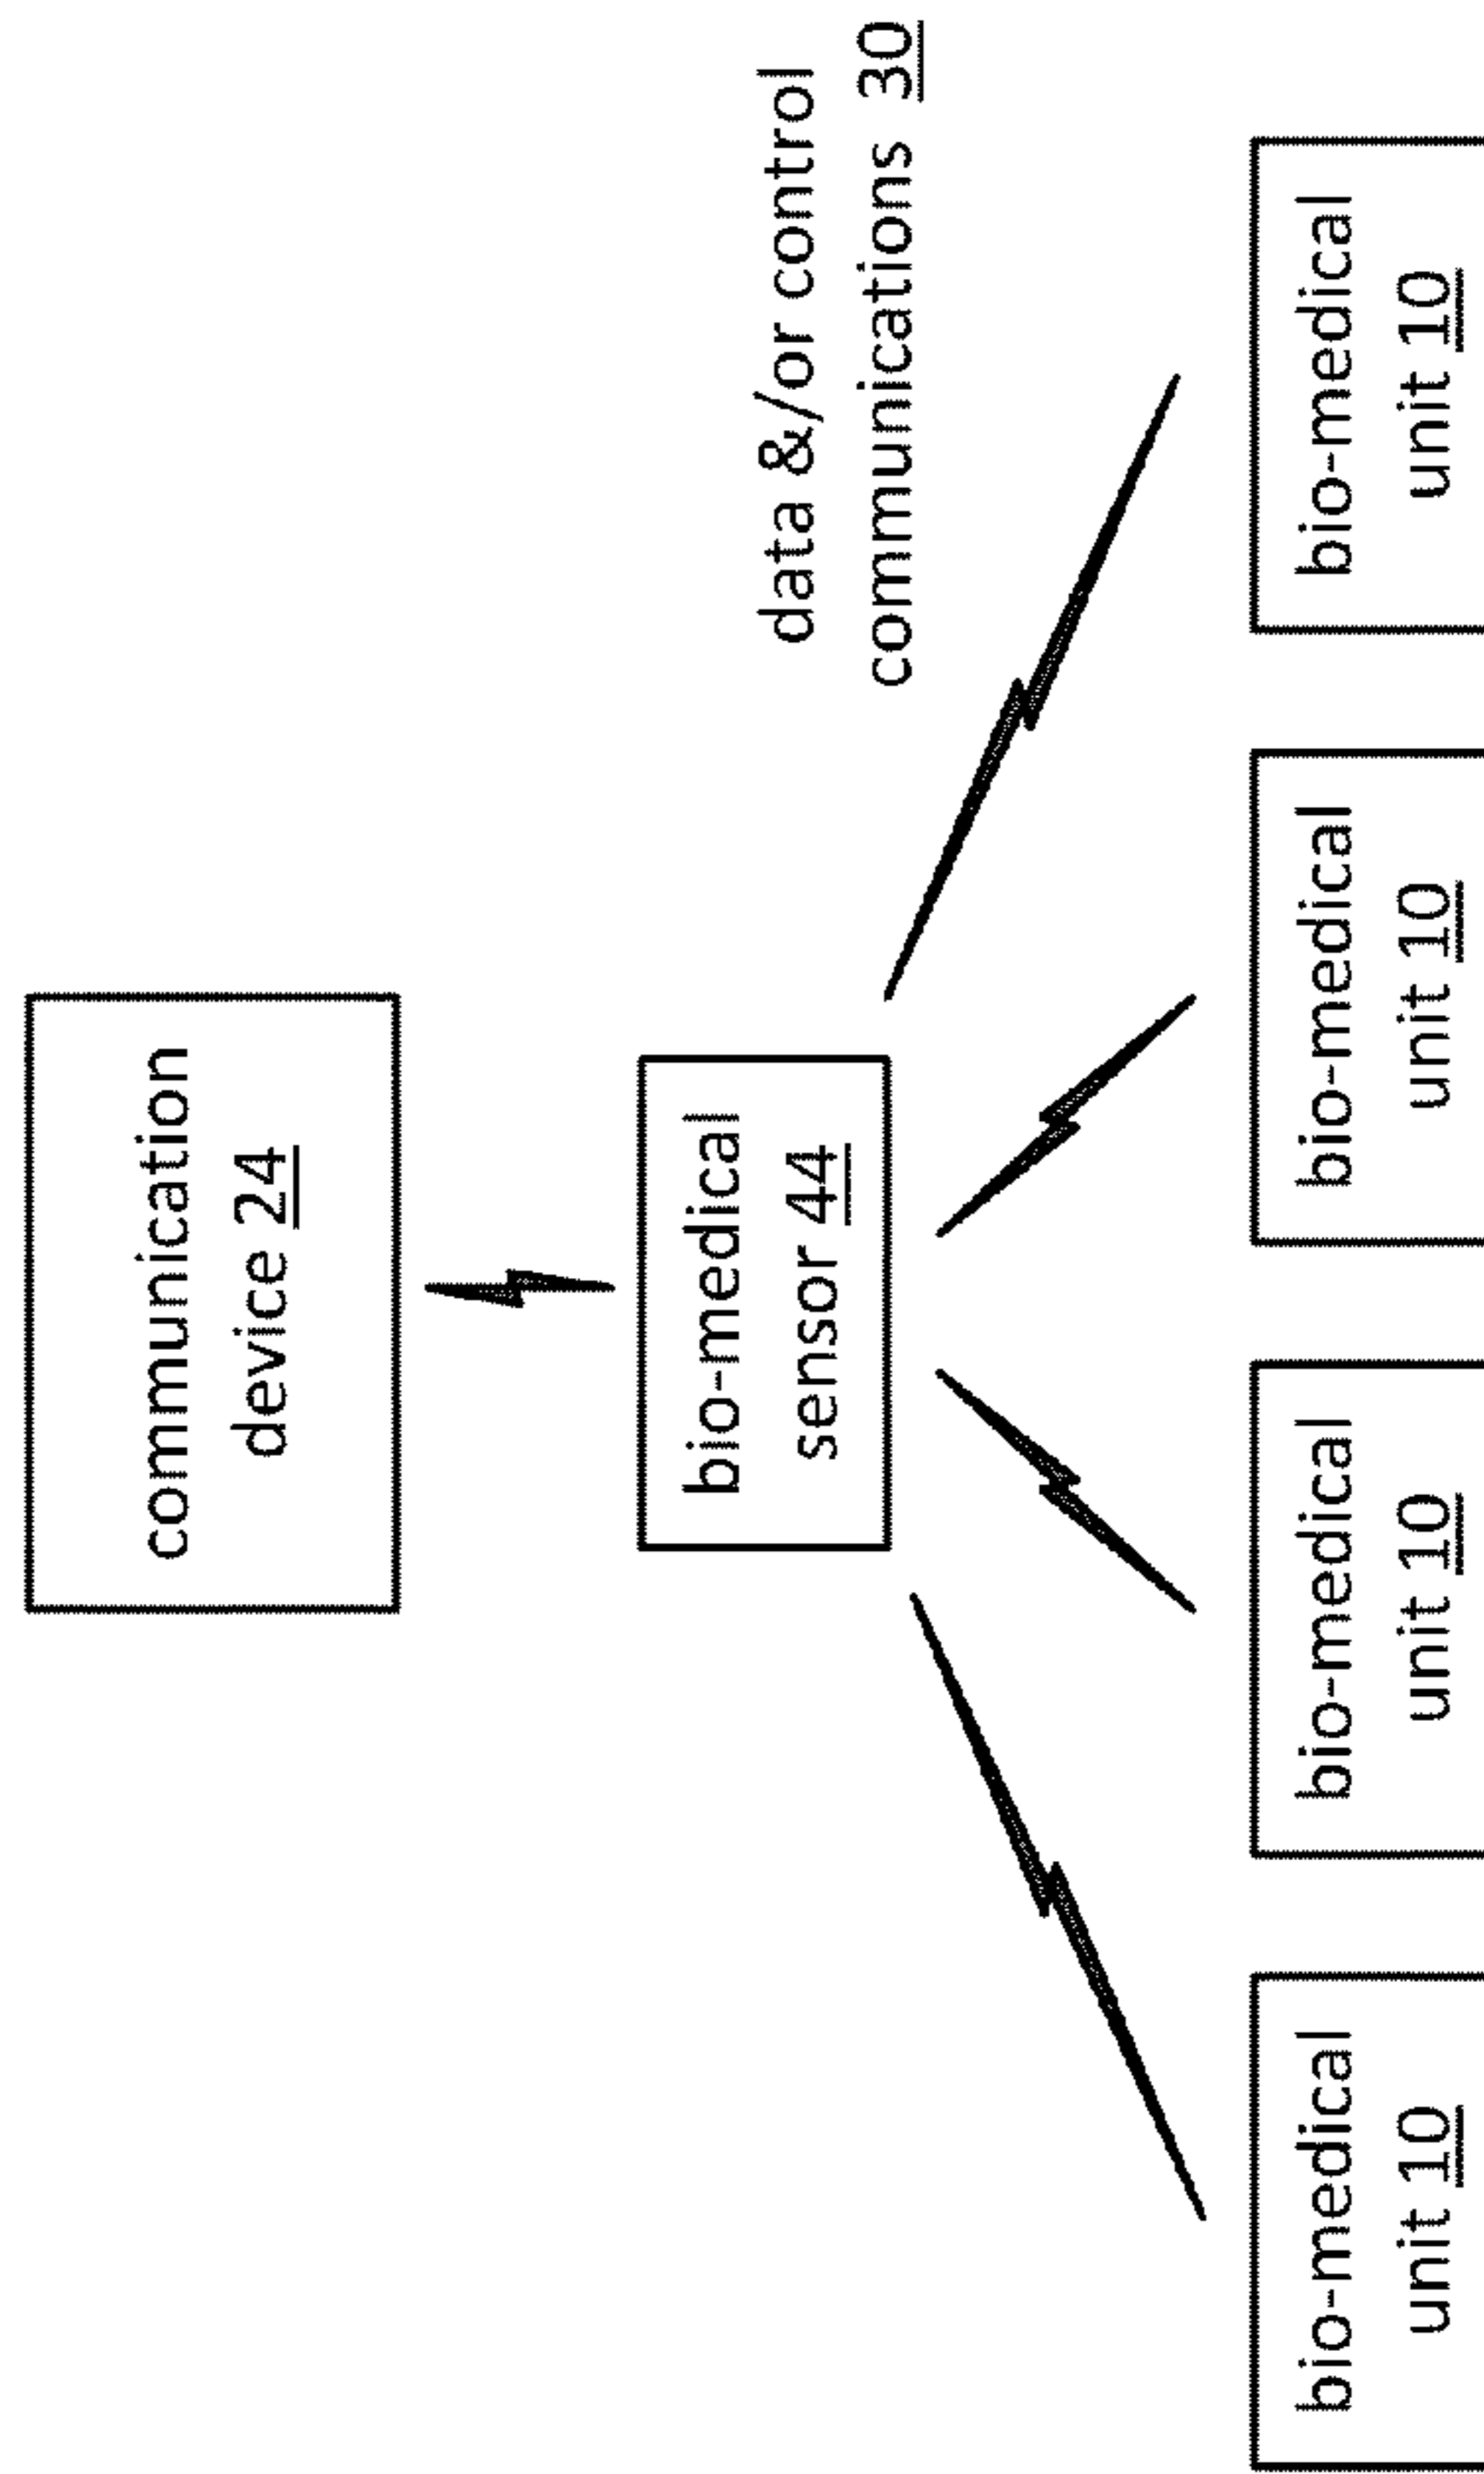 communication
device 24
bio-medical
sensor 44
data &/or control
communications 30
bio-medical
unit 10
bio-medical
unit 10
bio-medical
unit 10
bio-medical
unit 10